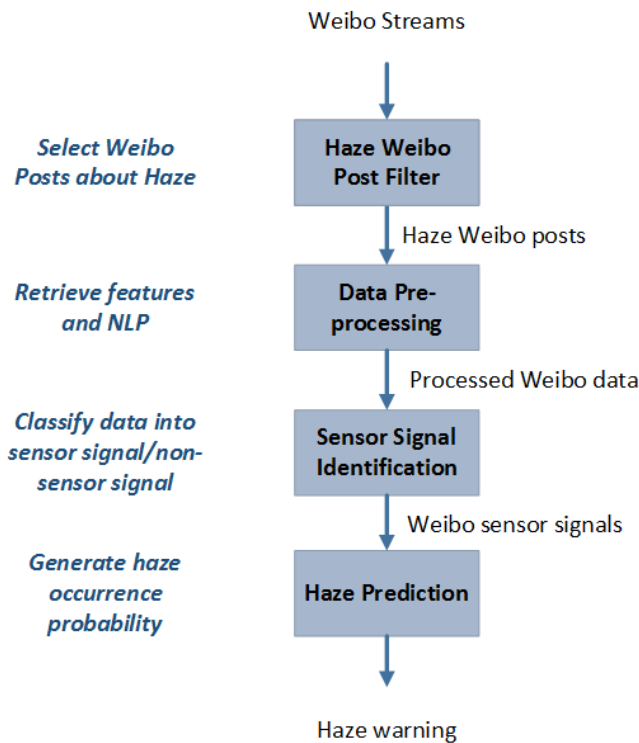 Weibo Streams
Select Weibo
Posts about Haze
Haze Weibo
Post Filter
Haze Weibo posts
Retrieve features
and NLP
Data Pre-
processing
Processed Weibo data
Classify data into
sensor signal/non-
sensor signal
Sensor Signal
Identification
Weibo sensor signals
Generate haze
occurrence
probability
Haze Prediction
Haze warning